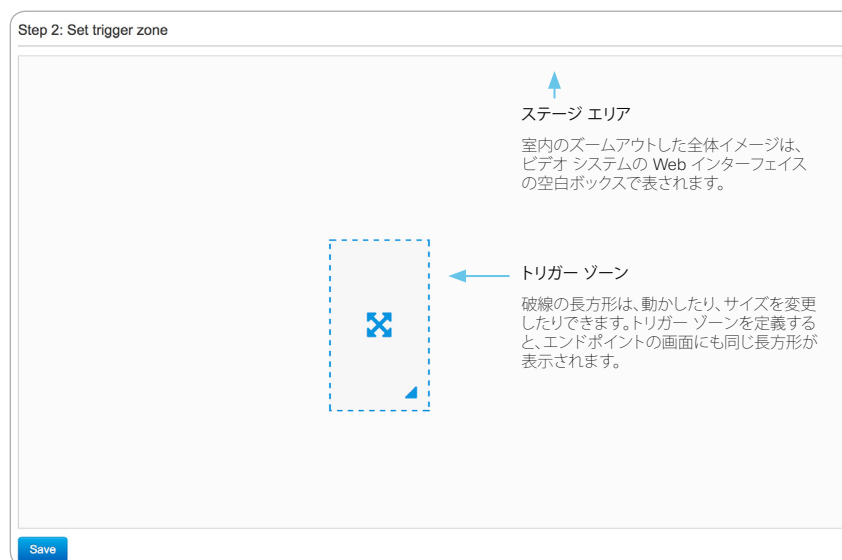 Step 2: Set trigger zone
ステージ エリア
室内のズームアウトした全体イメージは、
ビデオ システムの Web インターフェイス
の空白ボックスで表されます。
トリガー ゾーン
破線の長方形は、動かしたり、サイズを変更
したりできます。トリガー ゾーンを定義する
と、エンドポイントの画面にも同じ長方形が
表示されます。
Save